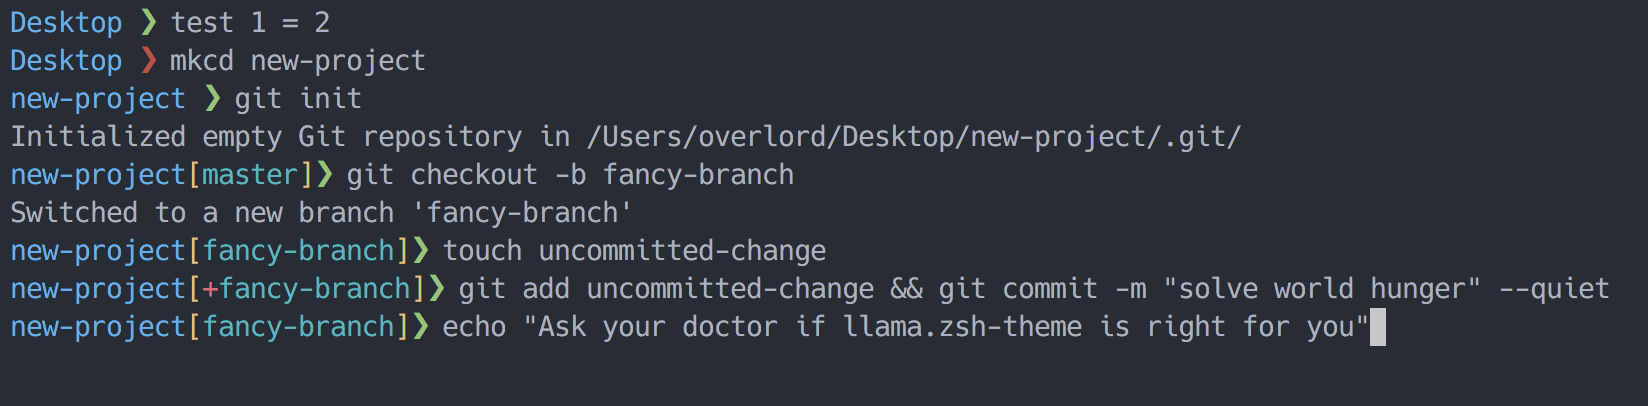 Desktop ❯ test 1 = 2
Desktop ❯ mkcd new-project
new-project ❯ git init
Initialized empty Git repository in /Users/overlord/Desktop/new-project/.git/
new-project[master]❯ git checkout -b fancy-branch
Switched to a new branch 'fancy-branch'
new-project[fancy-branch]❯ touch uncommitted-change
new-project[+fancy-branch]❯ git add uncommitted-change && git commit -m "solve world hunger" --quiet
new-project[fancy-branch]❯ echo "Ask your doctor if llama.zsh-theme is right for you"